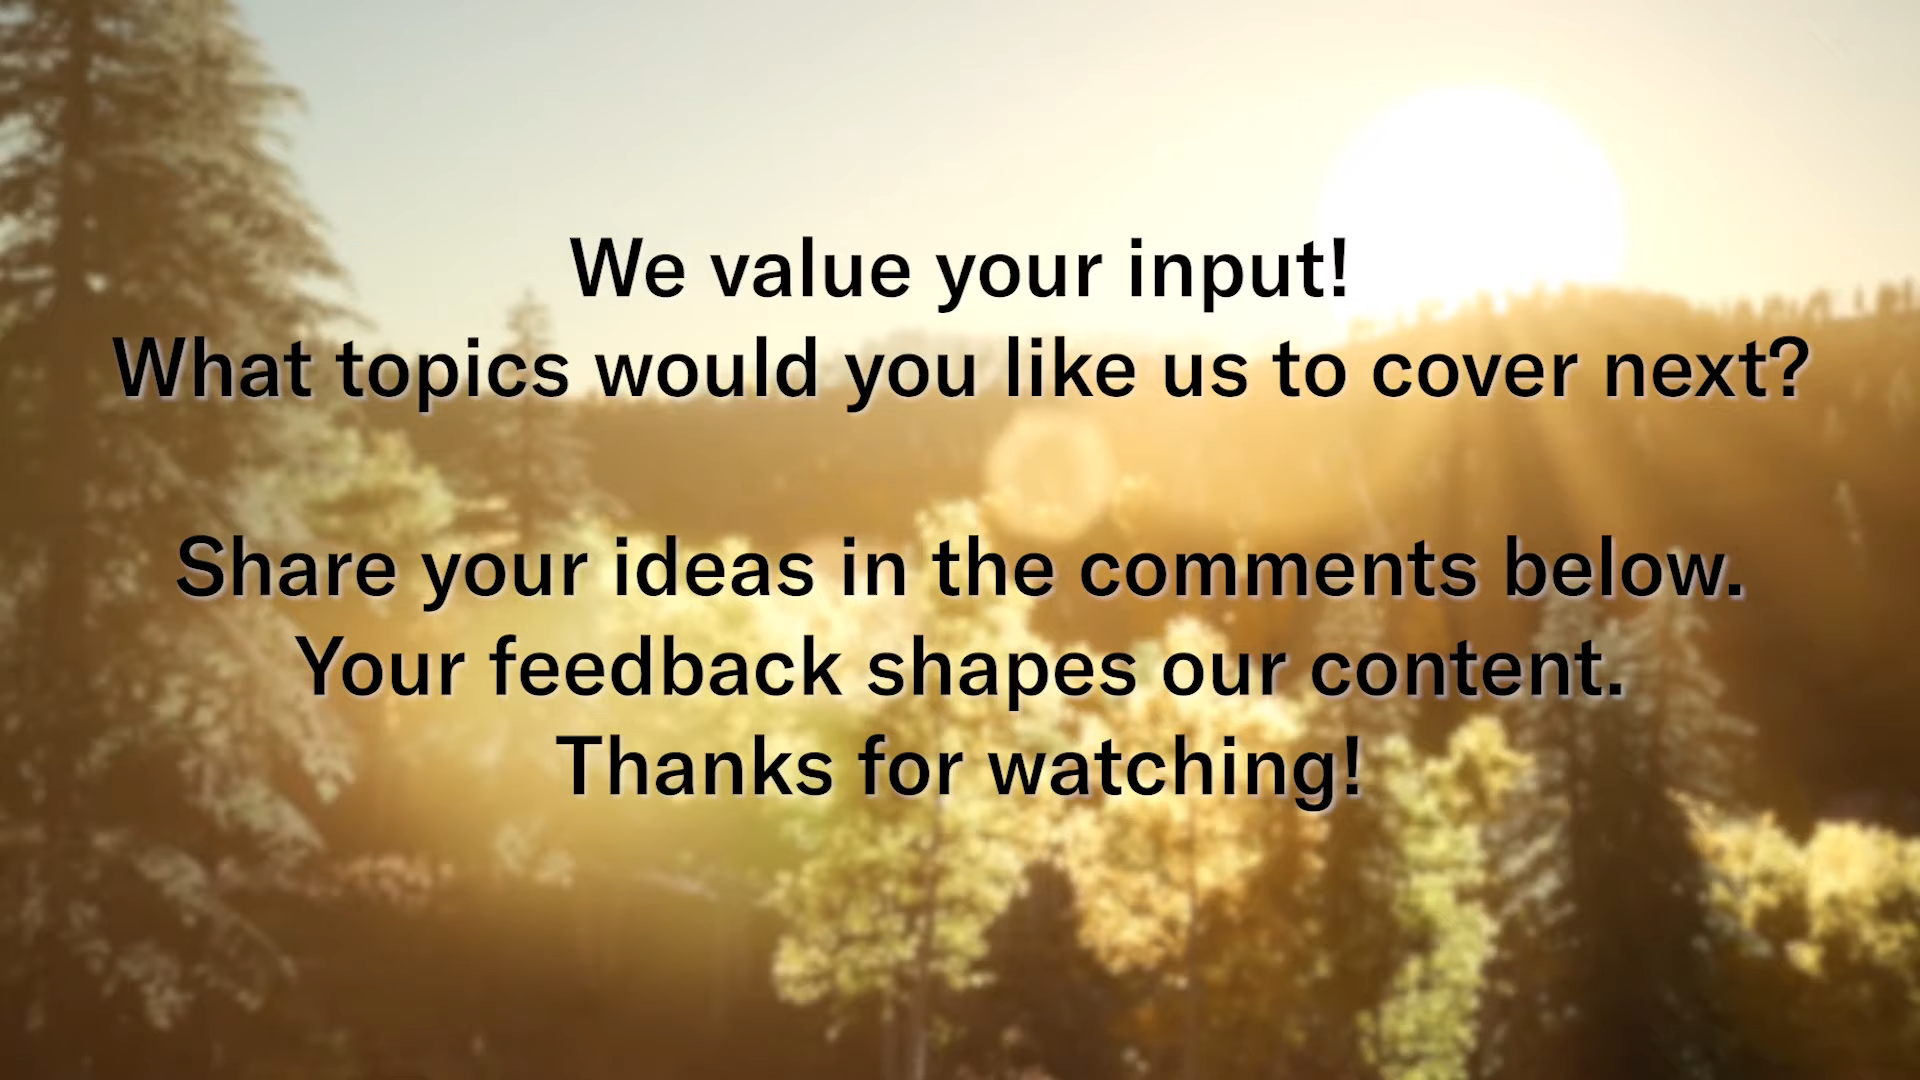 We value your input!
What topics would you like us to cover next?
Share your ideas in the comments below.
Your feedback shapes our content.
Thanks for watching!